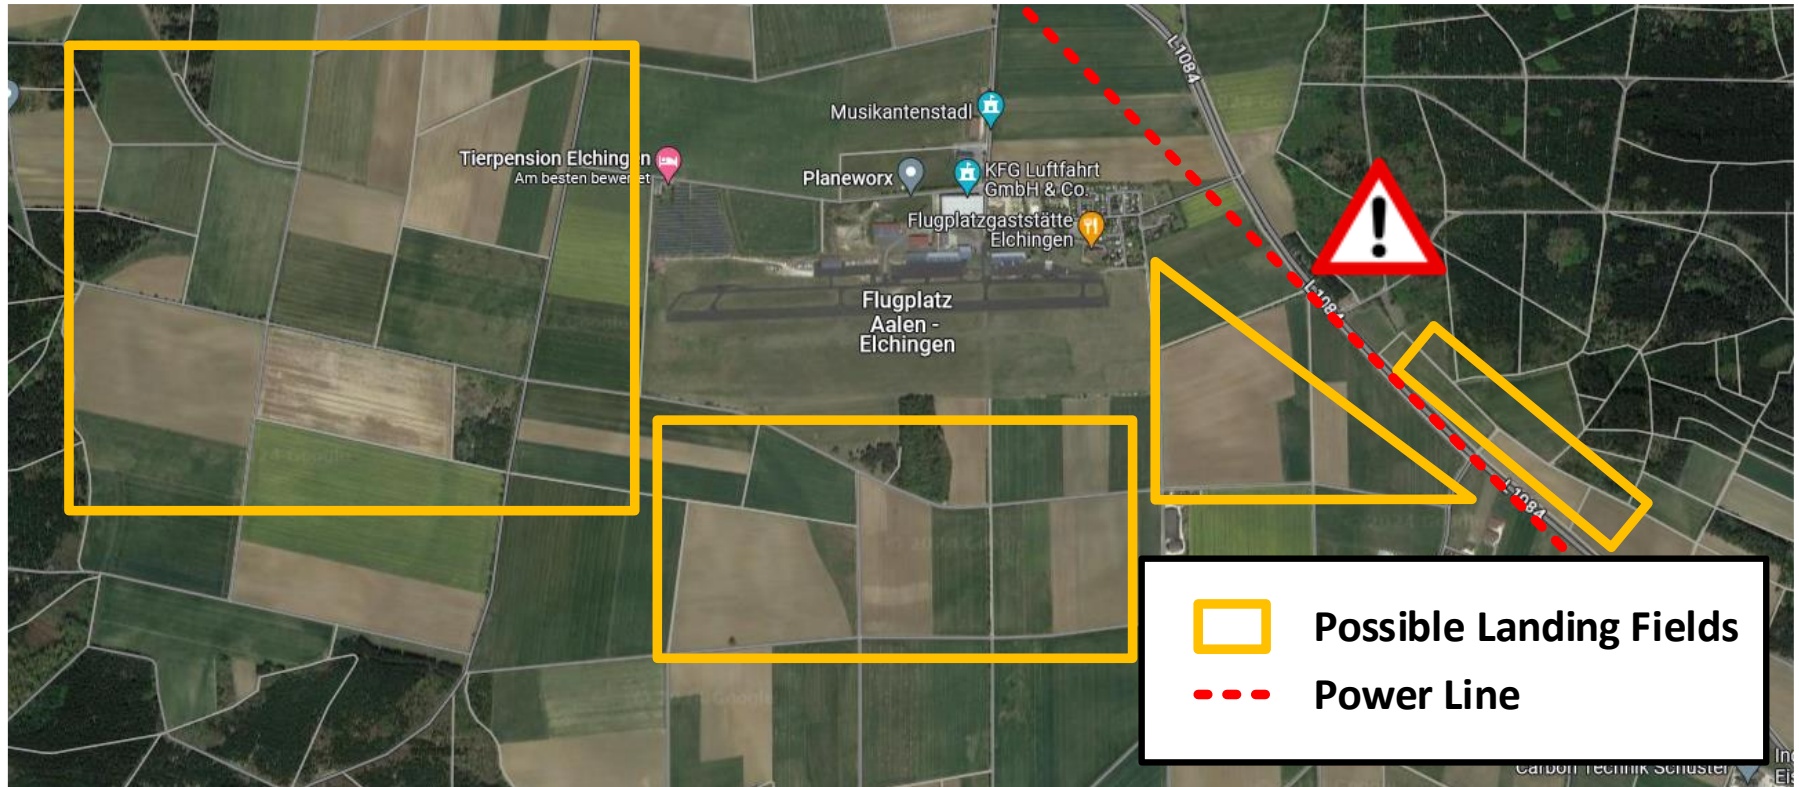 L1084
Musikantenstadl
Tierpension Elchingen
Am besten bewertet
Planeworx
KFG Luftfahrt
GmbH & Co.
Flugplatzgaststätte
Elchingen
!
Flugplatz
Aalen -
Elchingen
L1084
L1084
Possible Landing Fields
Power Line
Carbon Technik Schuster